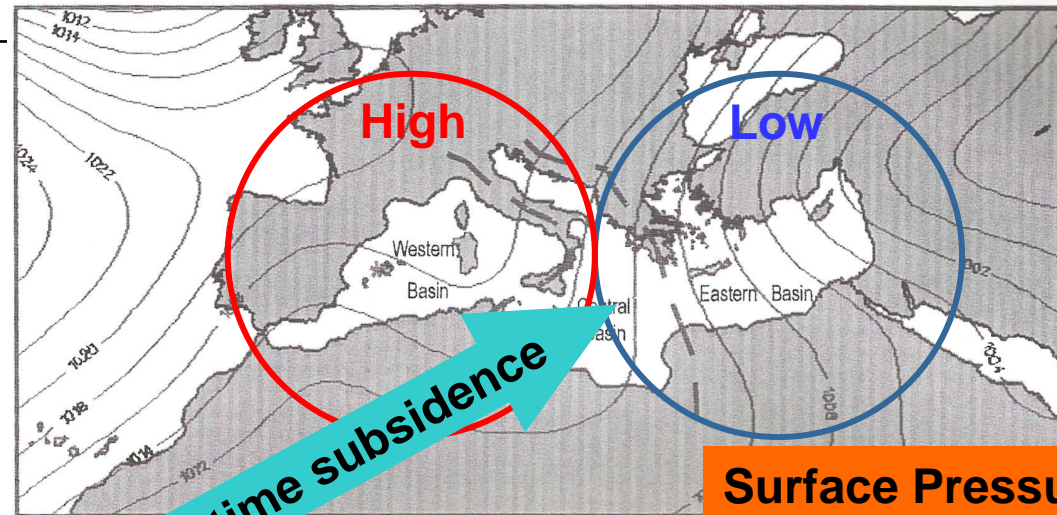 1012
1014
High
Low
1024
1022
Western
Basin
Eastern Basin
1002
Central
Basin
1020
1018
1014
1012
1008
time subsidence
Surface Pressu